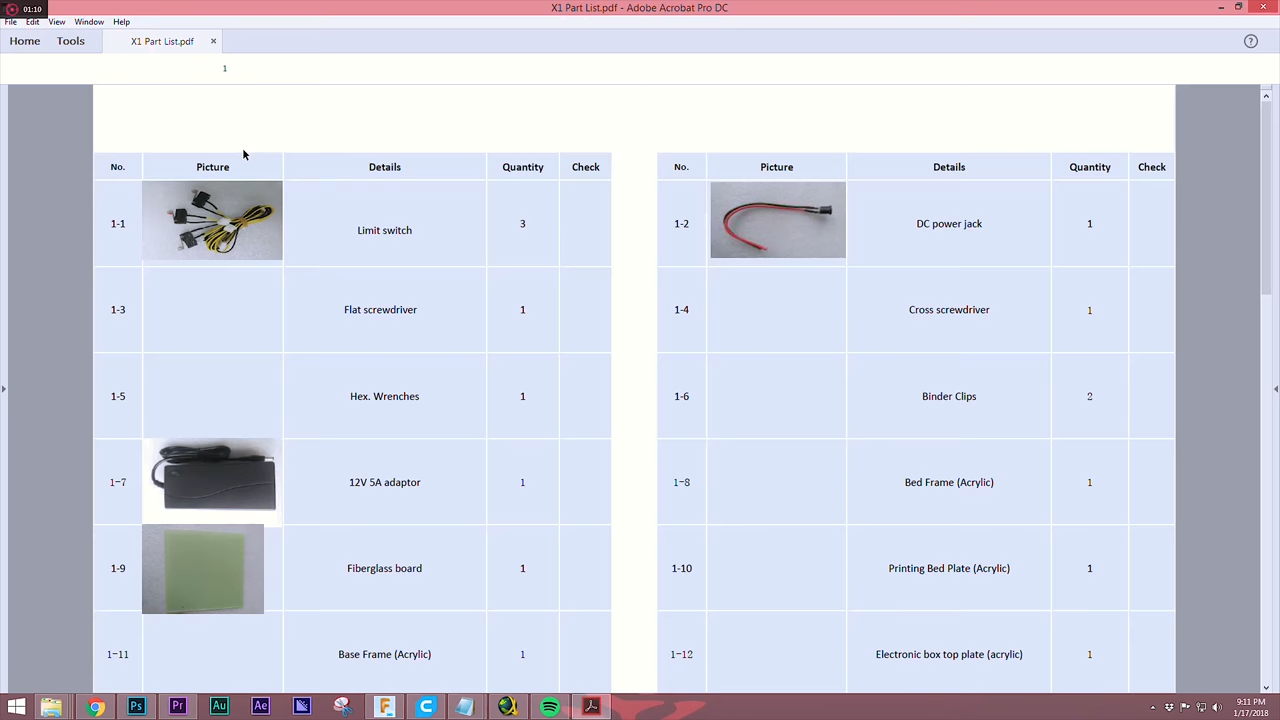 01:10
X1 Part List.pdf - Adobe Acrobat Pro DC
File Edit View Window Help
Home Tools X1 Part List.pdf × ?
1
No. Picture Details Quantity Check No. Picture Details Quantity Check
1-1 Limit switch 3 1-2 DC power jack 1
1-3 Flat screwdriver 1 1-4 Cross screwdriver 1
1-5 Hex. Wrenches 1 1-6 Binder Clips 2
1-7 12V 5A adaptor 1 1-8 Bed Frame (Acrylic) 1
1-9 Fiberglass board 1 1-10 Printing Bed Plate (Acrylic) 1
1-11 Base Frame (Acrylic) 1 1-12 Electronic box top plate (acrylic) 1
Ps Pr Au Ae F C
9:11 PM
1/17/2018